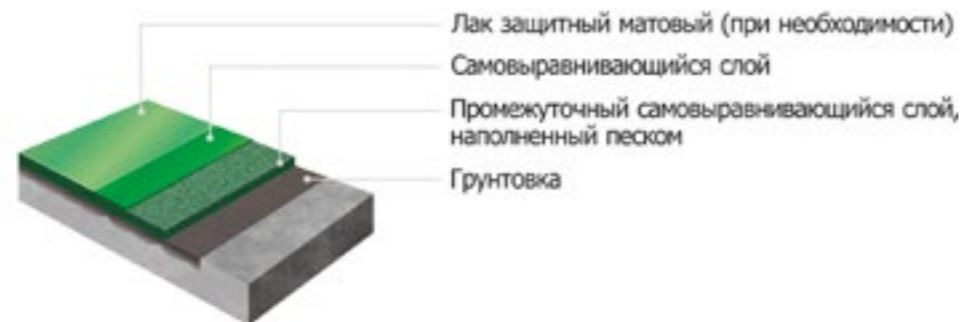 Лак защитный матовый (при необходимости)
Самовыравнивающийся слой
Промежуточный самовыравнивающийся слой,
наполненный песком
Грунтовка